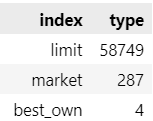 index type
limit 58749
market 287
best_own 4